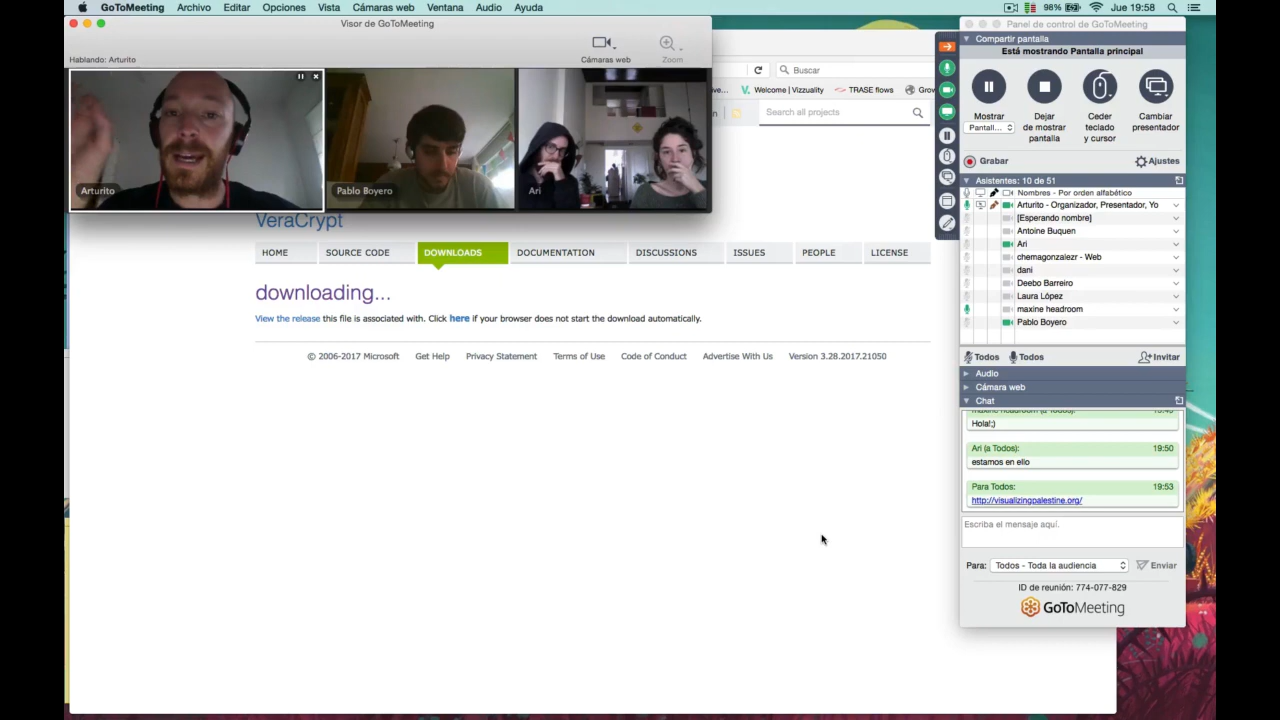 GoToMeeting Archivo Editar Opciones Vista Cámaras web Ventana Audio Ayuda 98% Jue 19:58
Visor de GoToMeeting
Hablando: Arturito
Cámaras web
Zoom
Arturito
Pablo Boyero
Ari
Buscar
Welcome | Vizzuality
TRASE flows
Search all projects
VeraCrypt
HOME SOURCE CODE DOWNLOADS DOCUMENTATION DISCUSSIONS ISSUES PEOPLE LICENSE
downloading...
View the release this file is associated with. Click here if your browser does not start the download automatically.
© 2006-2017 Microsoft Get Help Privacy Statement Terms of Use Code of Conduct Advertise With Us Version 3.28.2017.21050
Panel de control de GoToMeeting
Compartir pantalla
Está mostrando Pantalla principal
Mostrar
Pantall...
Dejar de mostrar pantalla
Ceder teclado y cursor
Cambiar presentador
Grabar
Ajustes
Asistentes: 10 de 51
Nombres - Por orden alfabético
Arturito - Organizador, Presentador, Yo
[Esperando nombre]
Antoine Buquen
Ari
chemagonzalezr - Web
dani
Deebo Barreiro
Laura López
maxine headroom
Pablo Boyero
Todos Todos Invitar
Audio
Cámara web
Chat
maxine headroom (a Todos):
Hola!;)
Ari (a Todos): 19:50
estamos en ello
Para Todos: 19:53
http://visualizingpalestine.org/
Escriba el mensaje aquí.
Para: Todos - Toda la audiencia Enviar
ID de reunión: 774-077-829
GoToMeeting